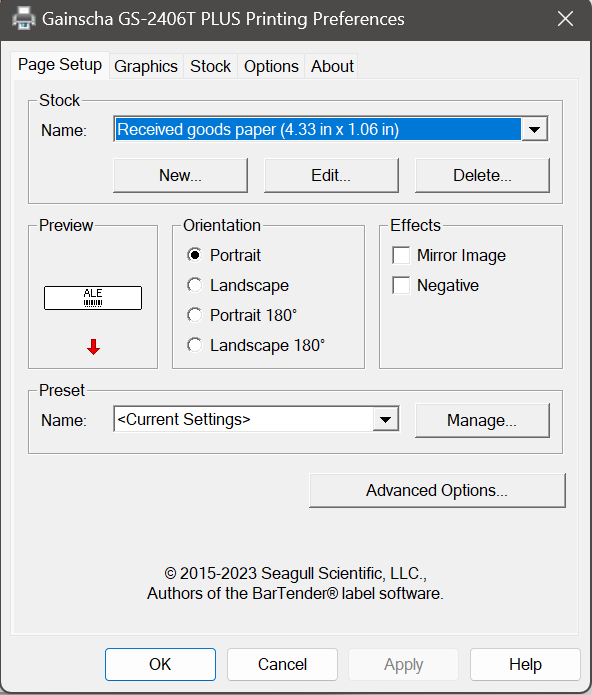 Gainscha GS-2406T PLUS Printing Preferences
Page Setup Graphics Stock Options About
Stock
Name: Received goods paper (4.33 in x 1.06 in)
New... Edit... Delete...
Preview
ALE
Orientation
Portrait
Landscape
Portrait 180°
Landscape 180°
Effects
Mirror Image
Negative
Preset
Name: <Current Settings> Manage...
Advanced Options...
© 2015-2023 Seagull Scientific, LLC.,
Authors of the BarTender® label software.
OK Cancel Apply Help